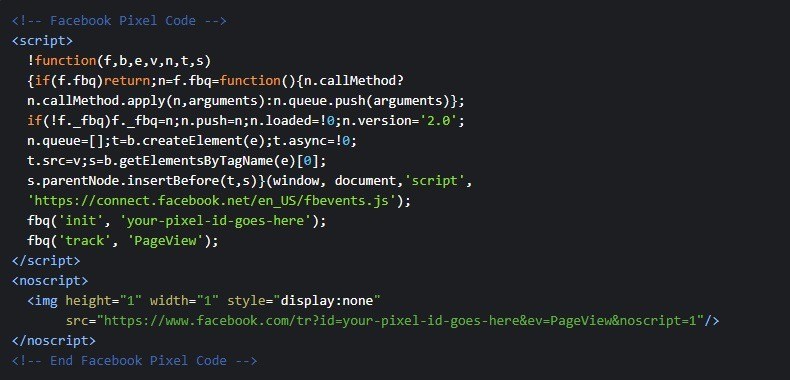 <!-- Facebook Pixel Code -->
<script>
!function(f,b,e,v,n,t,s)
{if(f.fbq)return;n=f.fbq=function(){n.callMethod?
n.callMethod.apply(n,arguments):n.queue.push(arguments)};
if(!f._fbq)f._fbq=n;n.push=n;n.loaded=!0;n.version='2.0';
n.queue=[];t=b.createElement(e);t.async=!0;
t.src=v;s=b.getElementsByTagName(e)[0];
s.parentNode.insertBefore(t,s)}(window, document,'script',
'https://connect.facebook.net/en_US/fbevents.js');
fbq('init', 'your-pixel-id-goes-here');
fbq('track', 'PageView');
</script>
<noscript>
<img height="1" width="1" style="display:none"
src="https://www.facebook.com/tr?id=your-pixel-id-goes-here&ev=PageView&noscript=1"/>
</noscript>
<!-- End Facebook Pixel Code -->